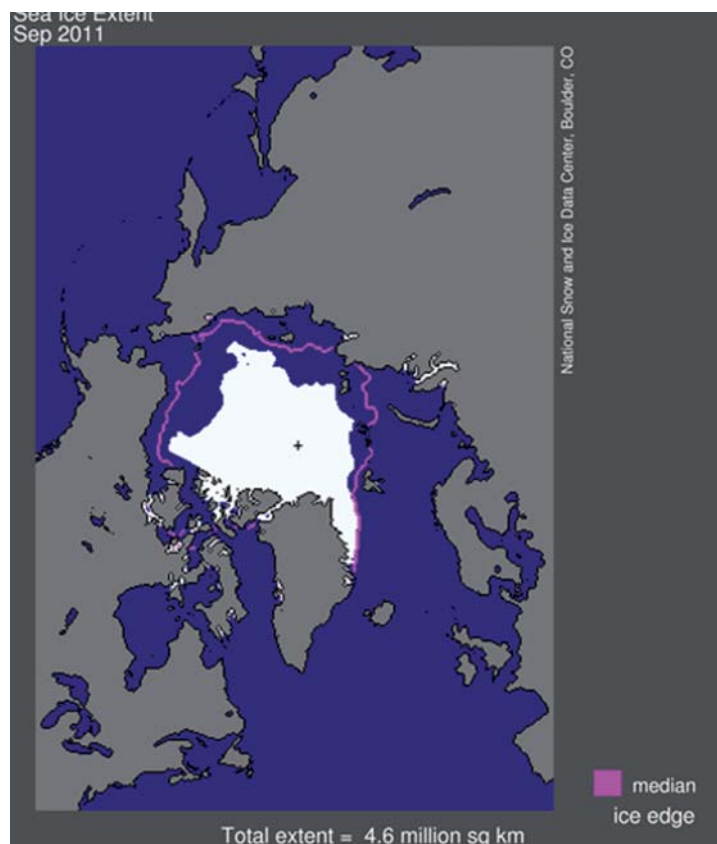 Sea Ice Extent
Sep 2011
National Snow and Ice Data Center, Boulder, CO
median
ice edge
Total extent = 4.6 million sq km